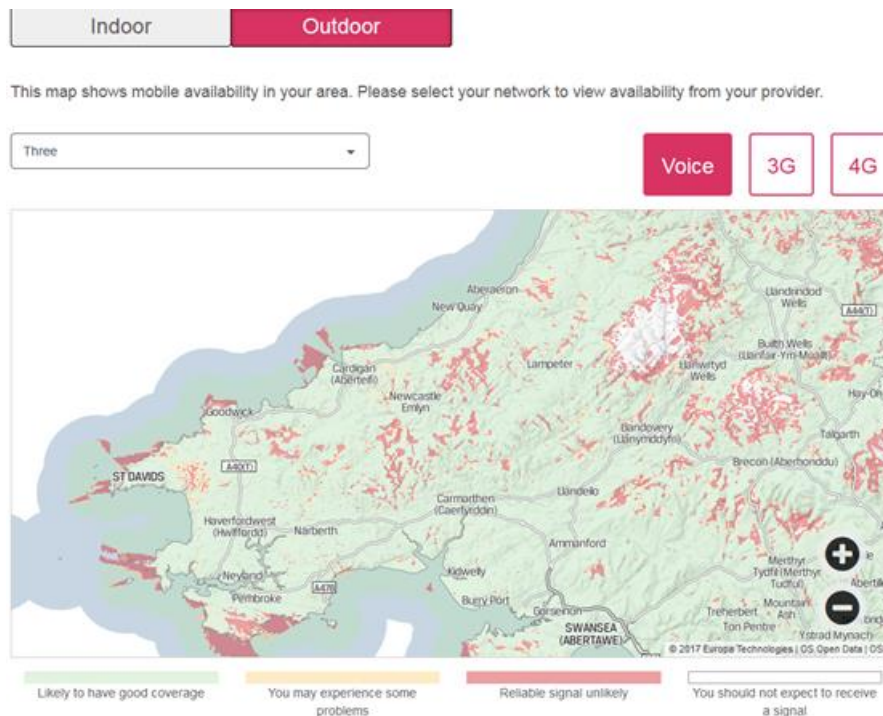 Indoor
Outdoor
This map shows mobile availability in your area. Please select your network to view availability from your provider.
Three
Voice
3G
4G
Aberaeron
New Quay
Llandrindod
Wells
A44(T)
Cardigan
(Aberteifi)
Lampeter
Builth Wells
(Llanfair-Ym-Muallt)
Llanwrtyd
Wells
Newcastle
Emlyn
Hay-On
Goodwick
Llandovery
(Llanymddyfri)
Talgarth
A40(T)
ST DAVIDS
Brecon (Aberhonddu)
Carmarthen
(Caerfyrddin)
Llandeilo
Haverfordwest
(Hwlffordd)
Narberth
Ammanford
Neyland
Kidwelly
Merthyr
Tydfil (Merthyr
Tudful)
Pembroke
Burry Port
Gorseinon
Treherbert
Mountain
Ash
Ton Pentre
SWANSEA
(ABERTAWE)
Ystrad Mynach
© 2017 Europa Technologies | OS Open Data | OS
Likely to have good coverage
You may experience some
problems
Reliable signal unlikely
You should not expect to receive
a signal